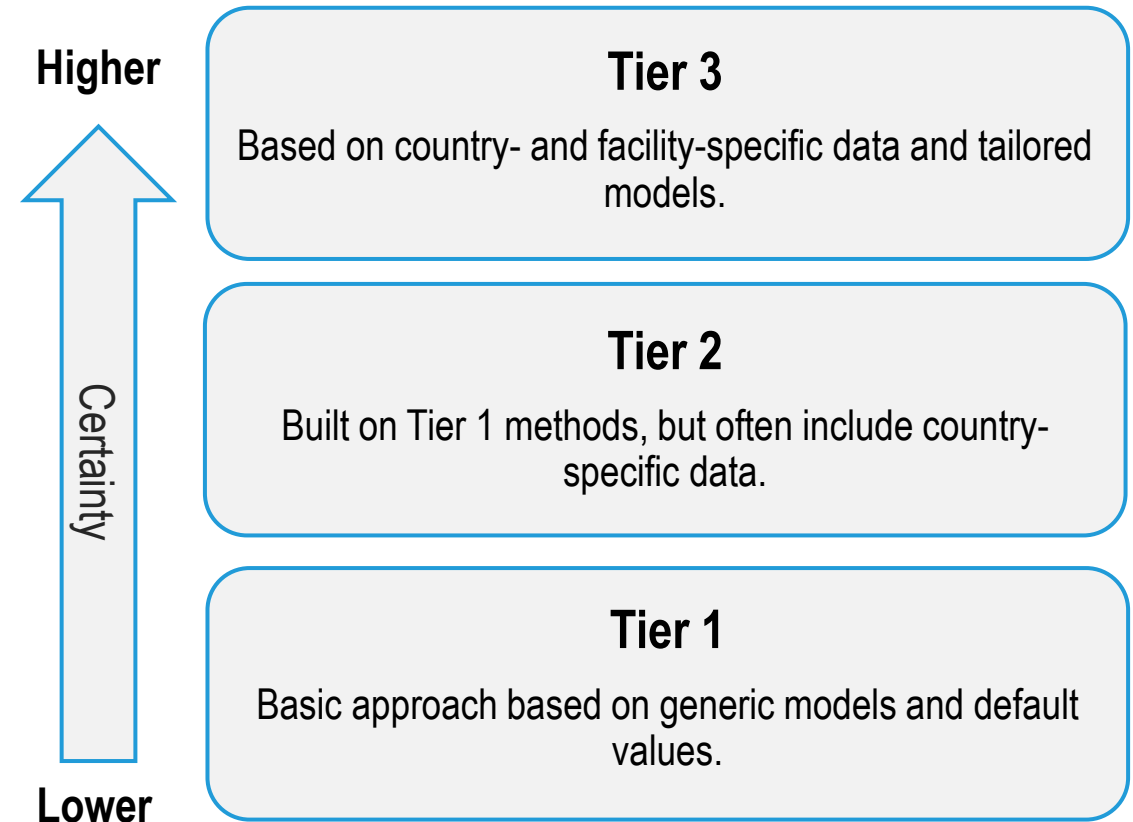 Higher
Tier 3
Based on country- and facility-specific data and tailored
models.
Tier 2
Built on Tier 1 methods, but often include country-
specific data.
Certainty
Tier 1
Basic approach based on generic models and default
values.
Lower